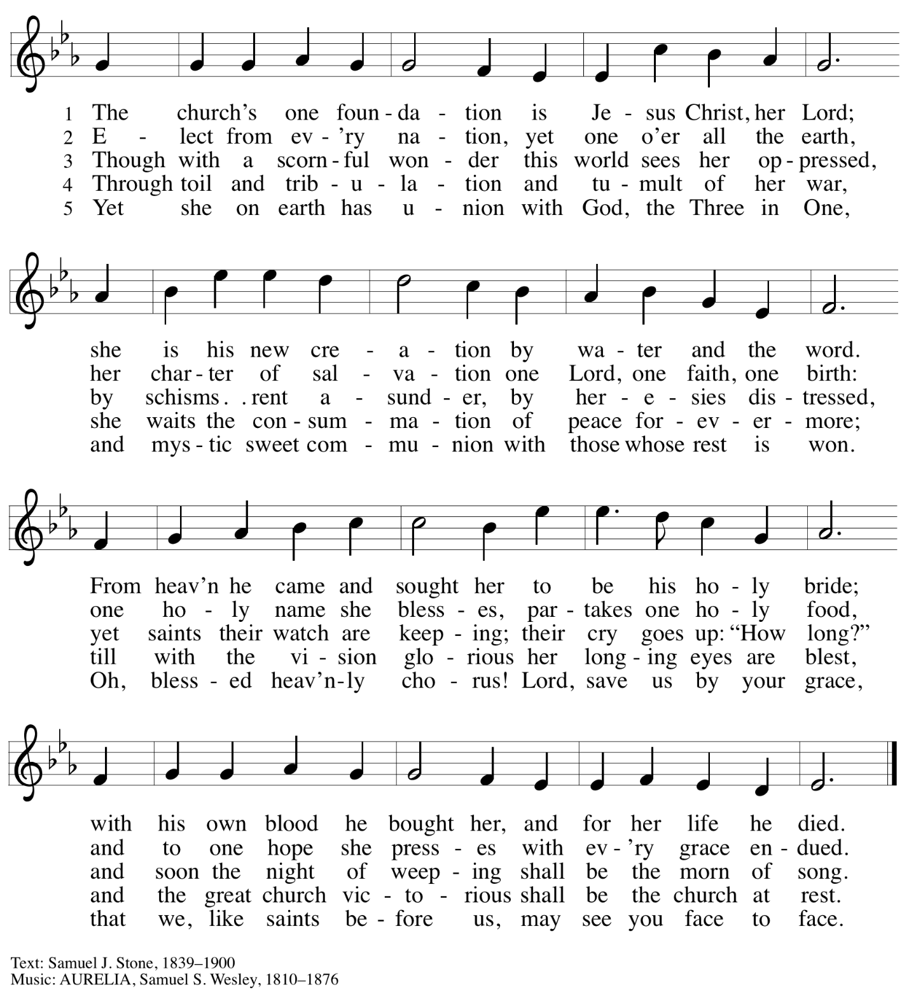 1 The church's one foun - da - tion is Je - sus Christ, her Lord;
2 E - lect from ev - 'ry na - tion, yet one o'er all the earth,
3 Though with a scorn - ful won - der this world sees her op - pressed,
4 Through toil and trib - u - la - tion and tu - mult of her war,
5 Yet she on earth has u - nion with God, the Three in One,
she is his new cre - a - tion by wa - ter and the word.
her char - ter of sal - va - tion one Lord, one faith, one birth:
by schisms . . rent a - sund - er, by her - e - sies dis - tressed,
she waits the con - sum - ma - tion of peace for - ev - er - more;
and mys - tic sweet com - mu - nion with those whose rest is won.
From heav'n he came and sought her to be his ho - ly bride;
one ho - ly name she bless - es, par - takes one ho - ly food,
yet saints their watch are keep - ing; their cry goes up: “How long?”
till with the vi - sion glo - rious her long - ing eyes are blest,
Oh, bless - ed heav'n-ly cho - rus! Lord, save us by your grace,
with his own blood he bought her, and for her life he died.
and to one hope she press - es with ev - 'ry grace en - dued.
and soon the night of weep - ing shall be the morn of song.
and the great church vic - to - rious shall be the church at rest.
that we, like saints be - fore us, may see you face to face.
Text: Samuel J. Stone, 1839–1900
Music: AURELIA, Samuel S. Wesley, 1810–1876